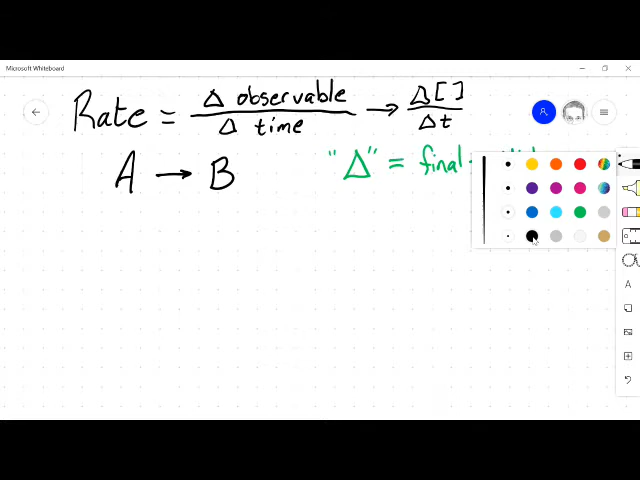 Microsoft Whiteboard
Rate = Δ observable / Δ time → Δ[ ] / Δt
A → B
"Δ" = final -
A